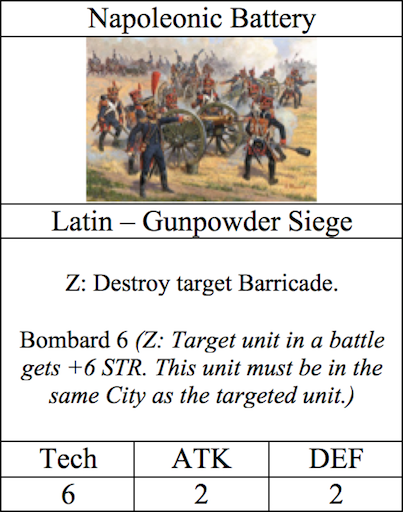 Napoleonic Battery
Latin – Gunpowder Siege
Z: Destroy target Barricade.
Bombard 6 (Z: Target unit in a battle
gets +6 STR. This unit must be in the
same City as the targeted unit.)
Tech ATK DEF
6 2 2